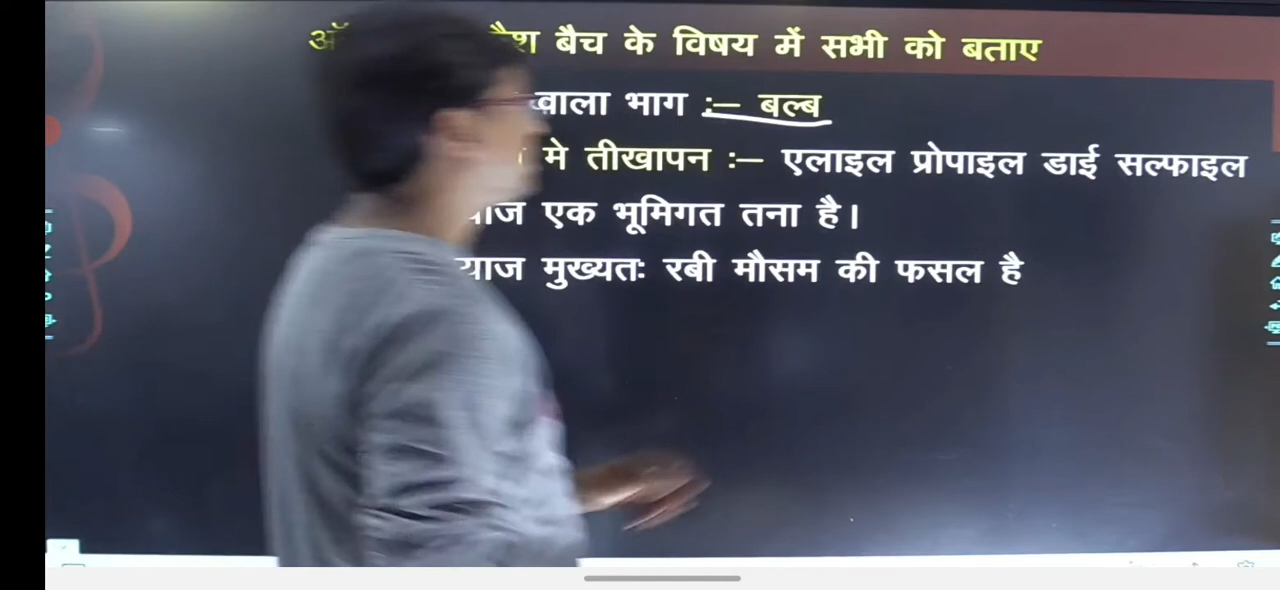 बैच के विषय में सभी को बताए
वाला भाग :– बल्ब
मे तीखापन :– एलाइल प्रोपाइल डाई सल्फाइल
एक भूमिगत तना है।
मुख्यतः रबी मौसम की फसल है